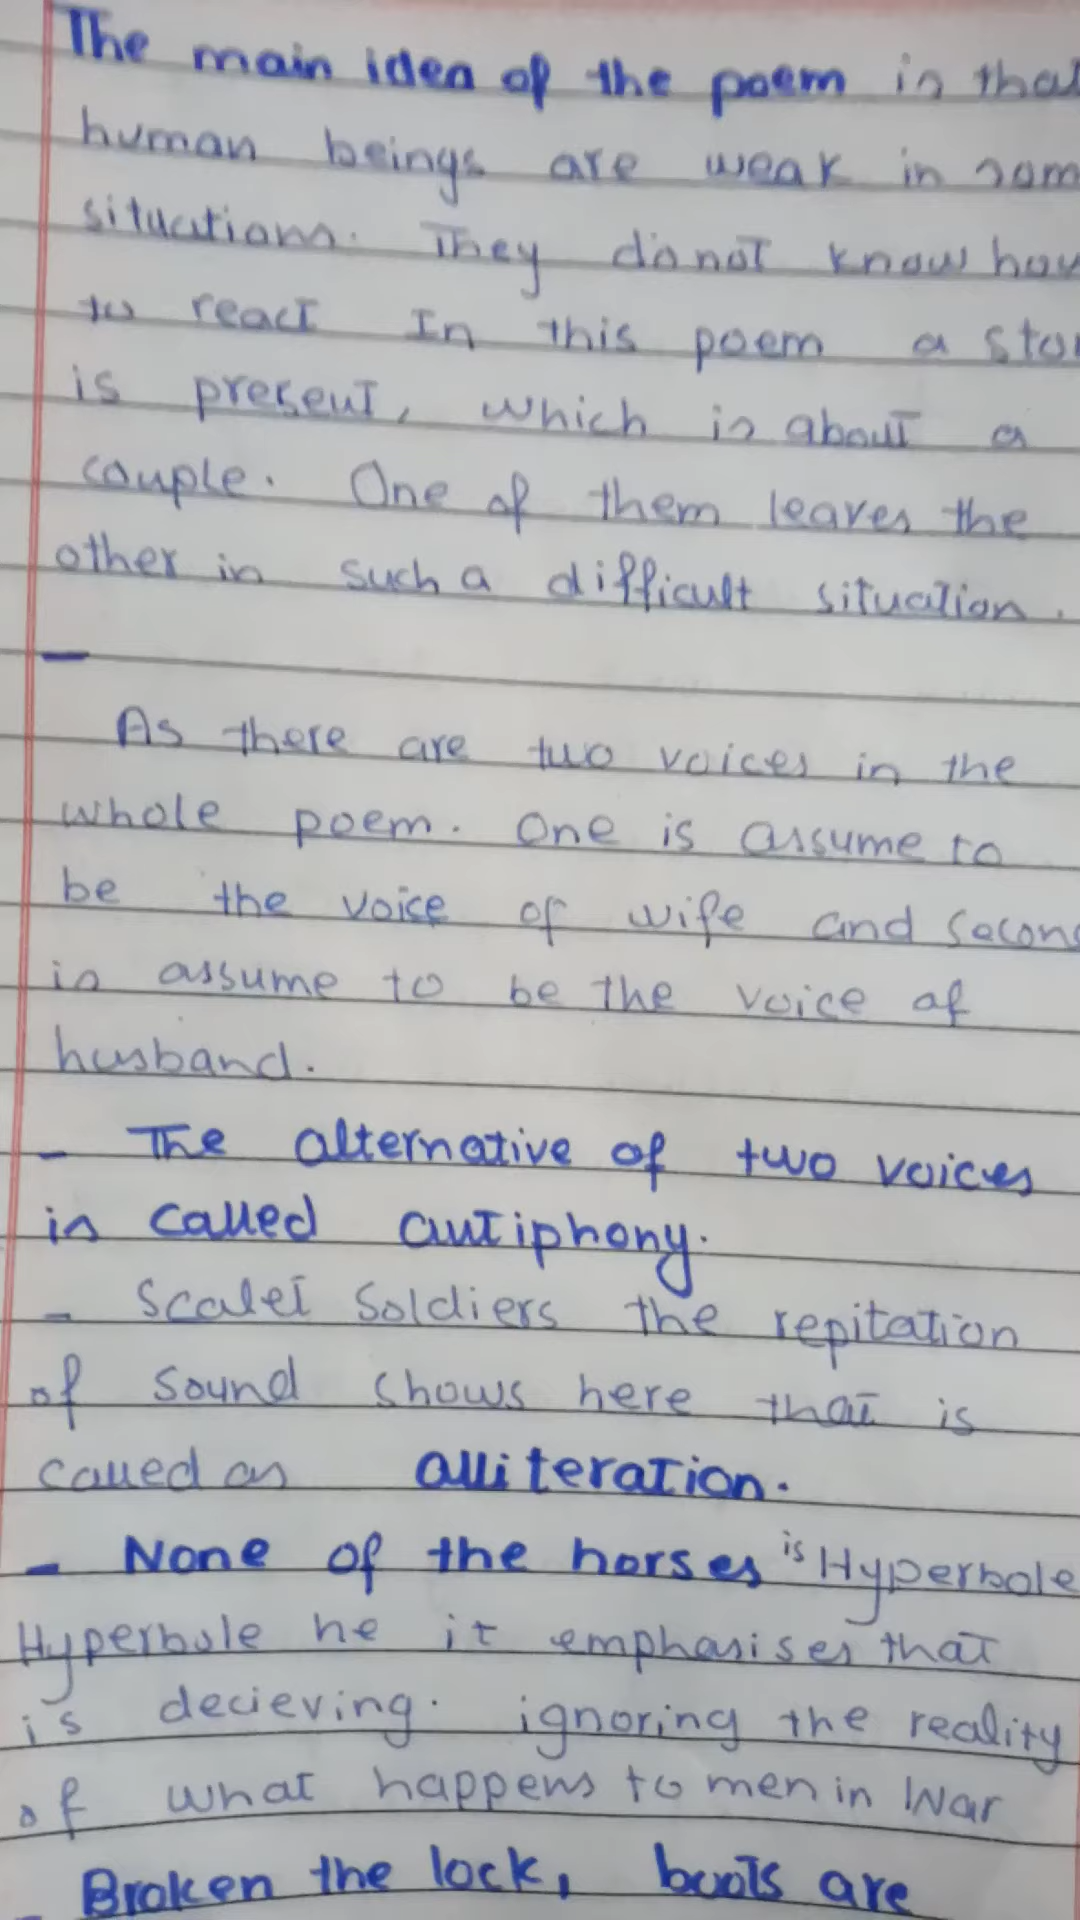 The main idea of the poem is that
human beings are weak in som
situations. They donot know how
to react In this poem a sto
is present, which is about a
couple. One of them leaves the
other in such a difficult situation.
-
As there are two voices in the
whole poem. One is assume to
be the voice of wife and secon
is assume to be the voice of
husband.
- The alternative of two voices
is called antiphony.
- Scalet Soldiers the repitation
of sound shows here that is
called as alliteration.
- None of the horses is Hyperbole
Hyperbole he it emphasises that
is decieving. ignoring the reality
of what happens to men in War
- Broken the lock, boots are